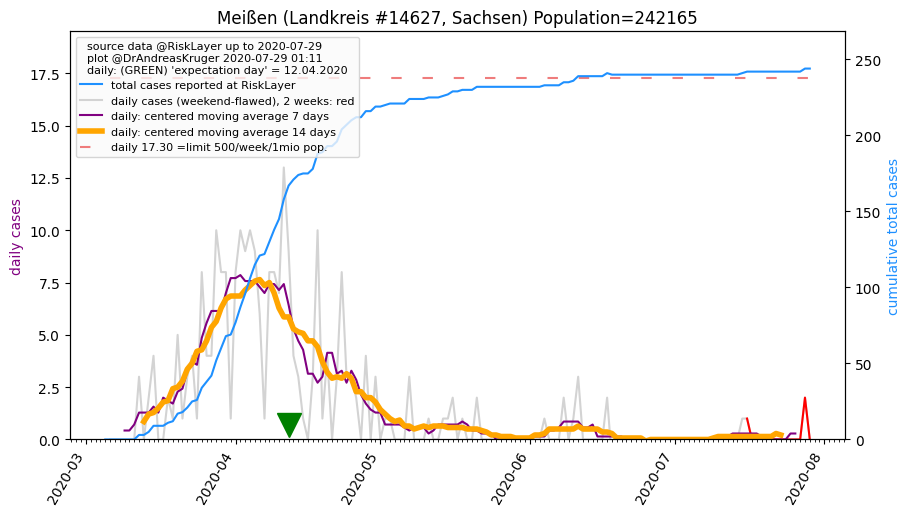 Meißen (Landkreis #14627, Sachsen) Population=242165
source data @RiskLayer up to 2020-07-29
plot @DrAndreasKruger 2020-07-29 01:11
daily: (GREEN) 'expectation day' = 12.04.2020
total cases reported at RiskLayer
daily cases (weekend-flawed), 2 weeks: red
daily: centered moving average 7 days
daily: centered moving average 14 days
daily 17.30 =limit 500/week/1mio pop.
daily cases
17.5
15.0
12.5
10.0
7.5
5.0
2.5
0.0
250
200
150
100
50
0
cumulative total cases
2020-03
2020-04
2020-05
2020-06
2020-07
2020-08